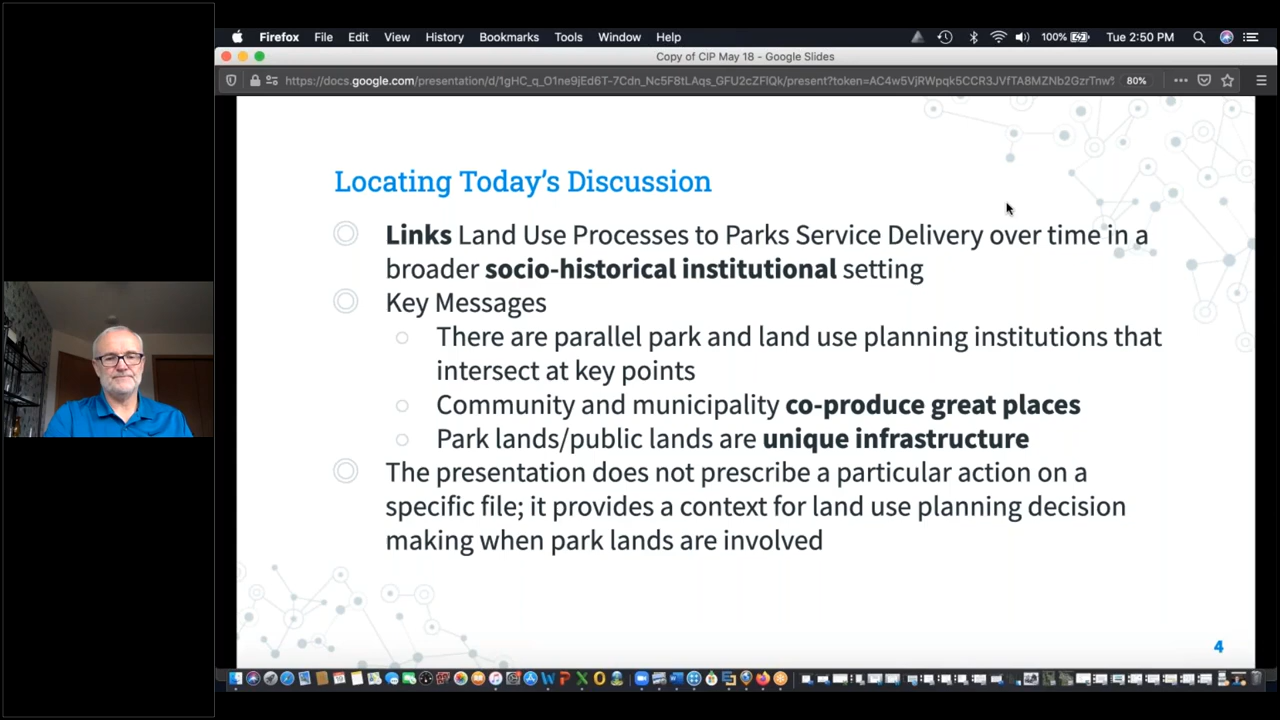 Firefox File Edit View History Bookmarks Tools Window Help 100% Tue 2:50 PM
Copy of CIP May 18 - Google Slides
80%
Locating Today's Discussion
Links Land Use Processes to Parks Service Delivery over time in a
broader socio-historical institutional setting
Key Messages
There are parallel park and land use planning institutions that
intersect at key points
Community and municipality co-produce great places
Park lands/public lands are unique infrastructure
The presentation does not prescribe a particular action on a
specific file; it provides a context for land use planning decision
making when park lands are involved
4